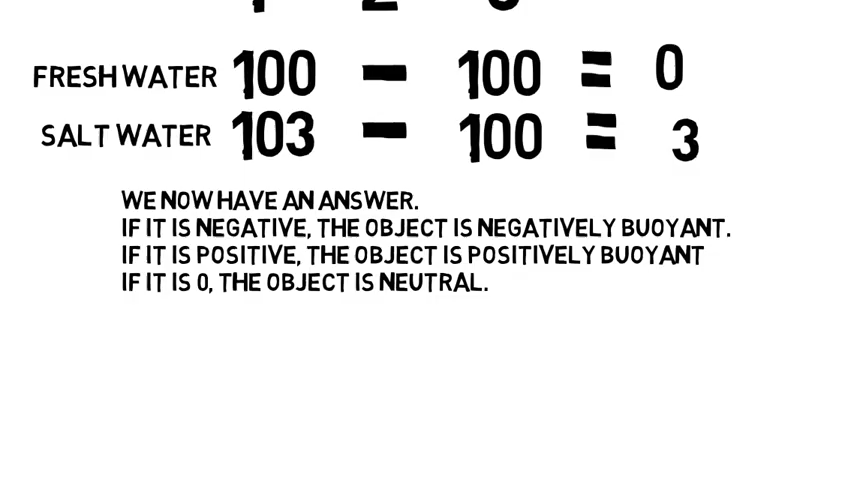 FRESH WATER 100 - 100 = 0
SALT WATER 103 - 100 = 3
WE NOW HAVE AN ANSWER.
IF IT IS NEGATIVE, THE OBJECT IS NEGATIVELY BUOYANT.
IF IT IS POSITIVE, THE OBJECT IS POSITIVELY BUOYANT
IF IT IS 0, THE OBJECT IS NEUTRAL.